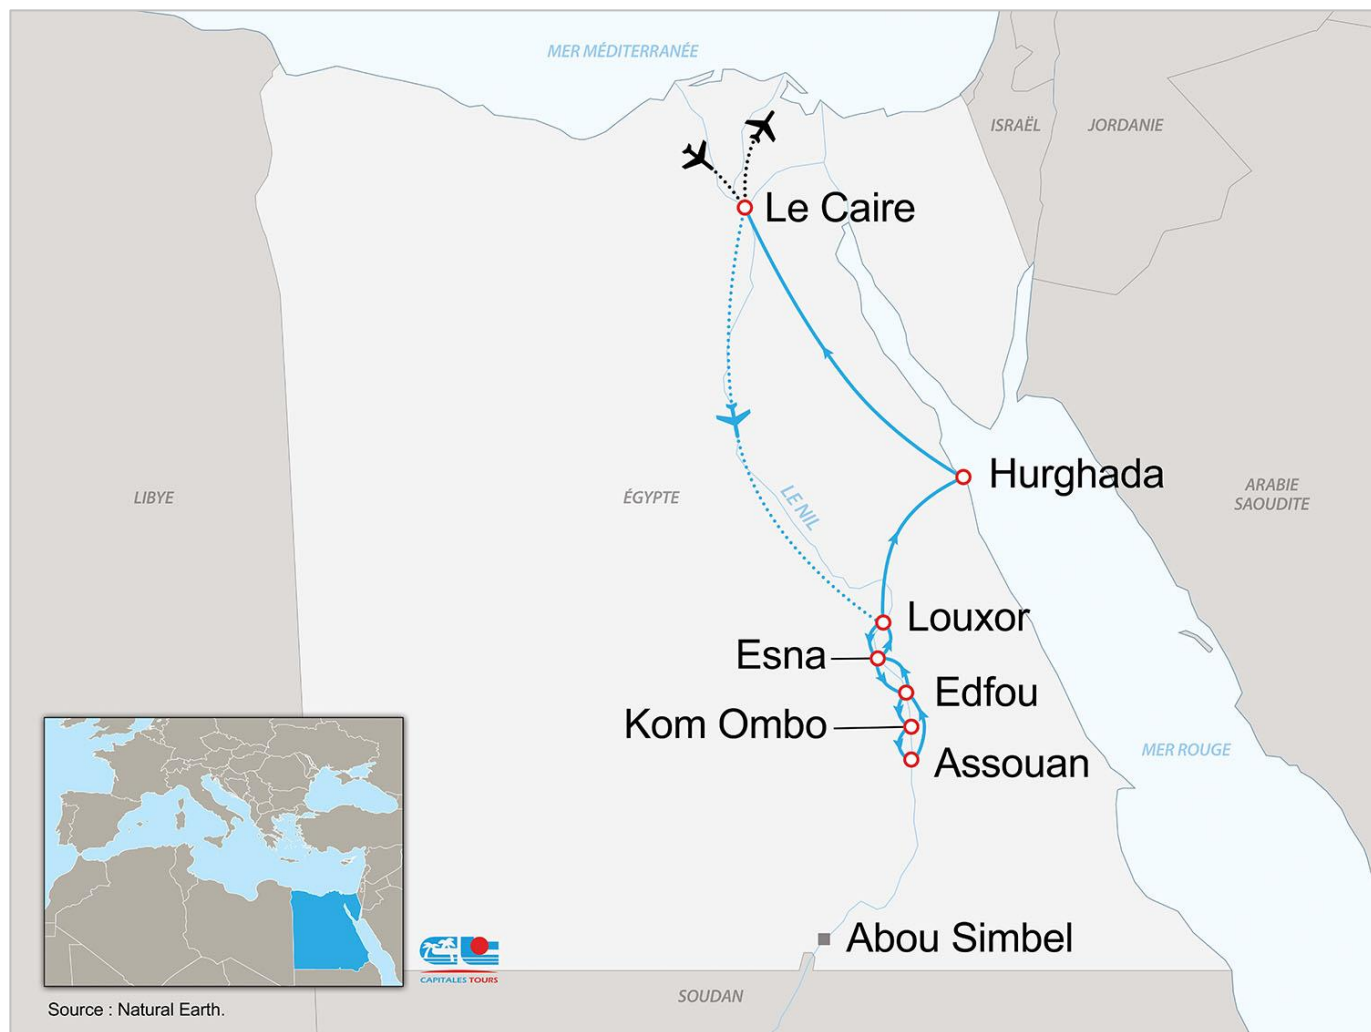 MER MÉDITERRANÉE
ISRAËL
JORDANIE
Le Caire
LIBYE
ÉGYPTE
LE NIL
Hurghada
ARABIE
SAOUDITE
Louxor
Esna
Edfou
Kom Ombo
Assouan
MER ROUGE
Abou Simbel
CAPITALES TOURS
SOUDAN
Source : Natural Earth.